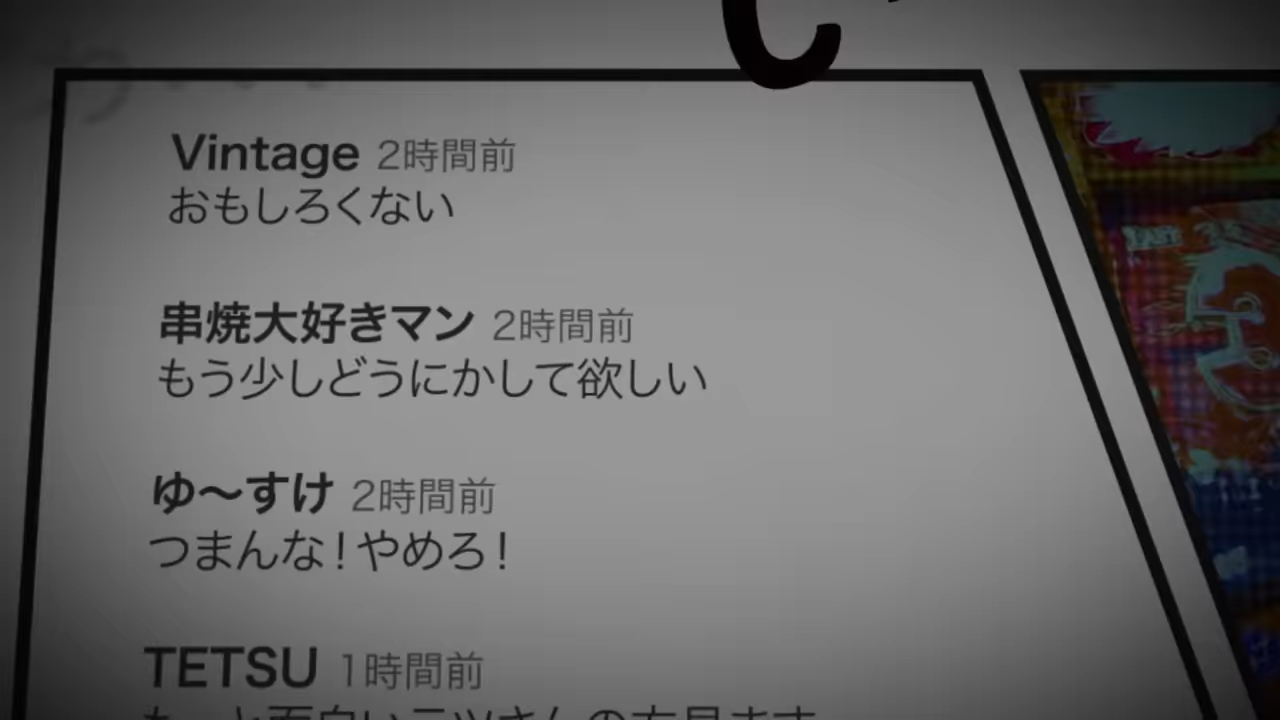 Vintage 2時間前
おもしろくない
串焼大好きマン 2時間前
もう少しどうにかして欲しい
ゆ〜すけ 2時間前
つまんな！やめろ！
TETSU 1時間前